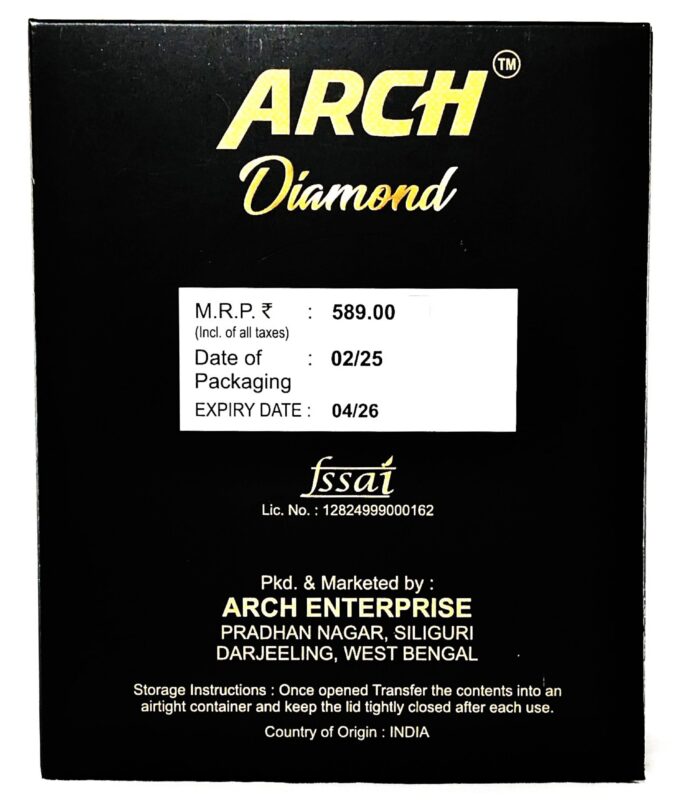 ARCH™
Diamond
M.R.P. ₹ : 589.00
(Incl. of all taxes)
Date of : 02/25
Packaging
EXPIRY DATE : 04/26
fssai
Lic. No. : 12824999000162
Pkd. & Marketed by :
ARCH ENTERPRISE
PRADHAN NAGAR, SILIGURI
DARJEELING, WEST BENGAL
Storage Instructions : Once opened Transfer the contents into an
airtight container and keep the lid tightly closed after each use.
Country of Origin : INDIA